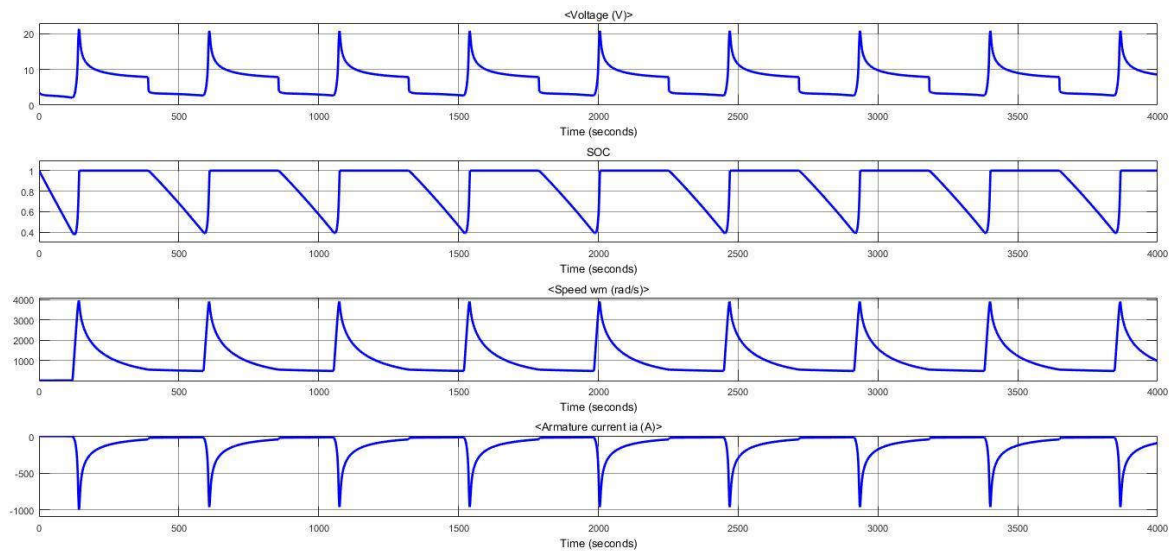 <Voltage (V)>
20
10
0
0 500 1000 1500 2000 2500 3000 3500 4000
Time (seconds)
SOC
1
0.8
0.6
0.4
0 500 1000 1500 2000 2500 3000 3500 4000
Time (seconds)
<Speed wm (rad/s)>
4000
3000
2000
1000
0 500 1000 1500 2000 2500 3000 3500 4000
Time (seconds)
<Armature current ia (A)>
0
-500
-1000
0 500 1000 1500 2000 2500 3000 3500 4000
Time (seconds)